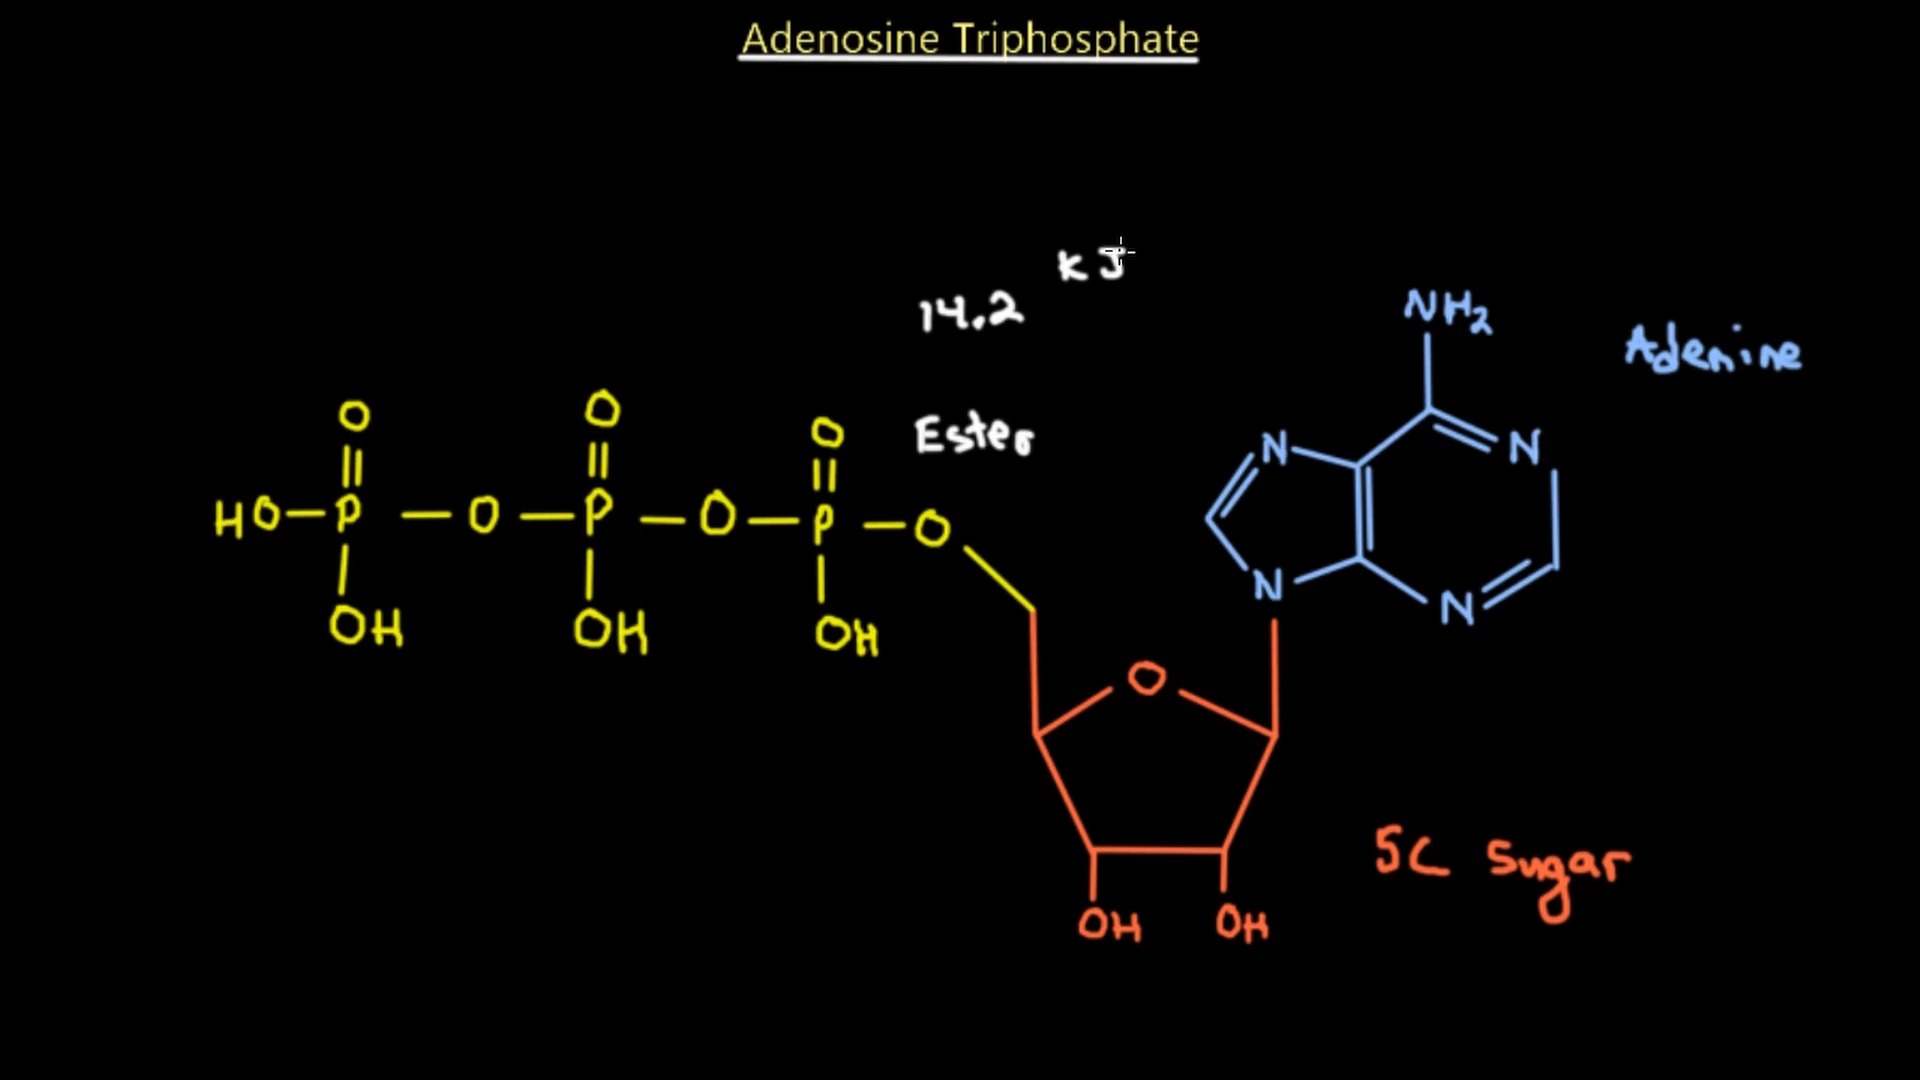 Adenosine Triphosphate
kJ
14.2
NH2
Adenine
O O O
Ester
N N
HO P O P O P O
N N
OH OH OH
O
5C Sugar
OH OH